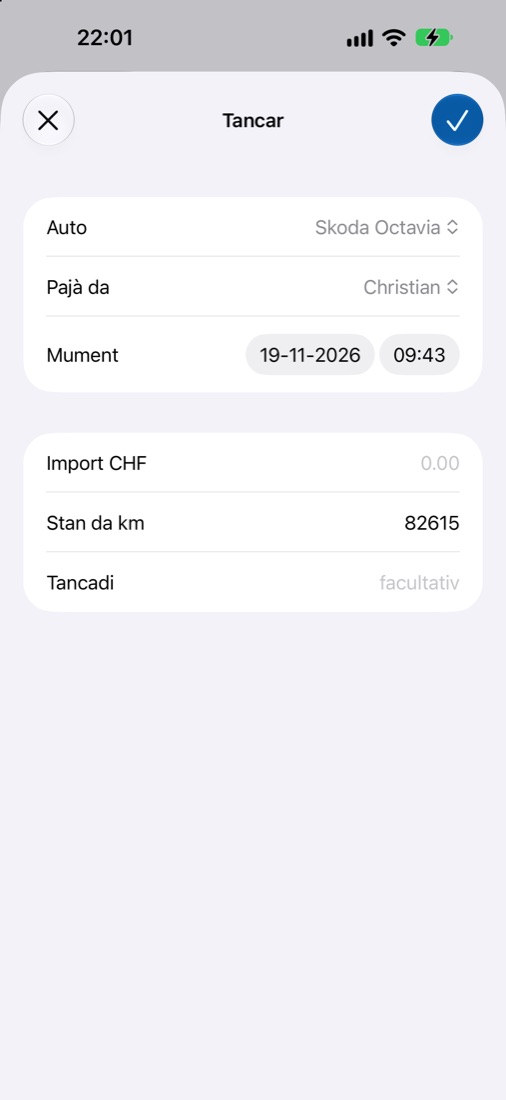 22:01
Tancar
Auto Skoda Octavia
Pajà da Christian
Mument 19-11-2026 09:43
Import CHF 0.00
Stan da km 82615
Tancadi facultativ